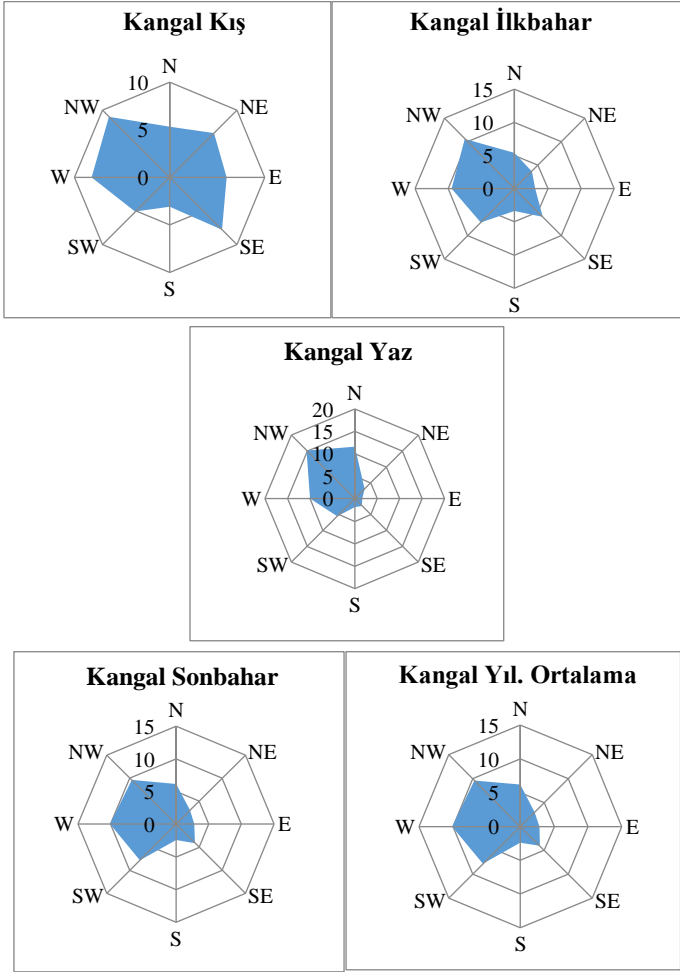 Kangal Kış
N
10
NW
NE
5
W
0
E
SW
SE
S
Kangal İlkbahar
N
15
NW
NE
10
5
W
0
E
SW
SE
S
Kangal Yaz
N
20
NW
NE
15
10
5
W
0
E
SW
SE
S
Kangal Sonbahar
N
15
NW
NE
10
5
W
0
E
SW
SE
S
Kangal Yıl. Ortalama
N
15
NW
NE
10
5
W
0
E
SW
SE
S